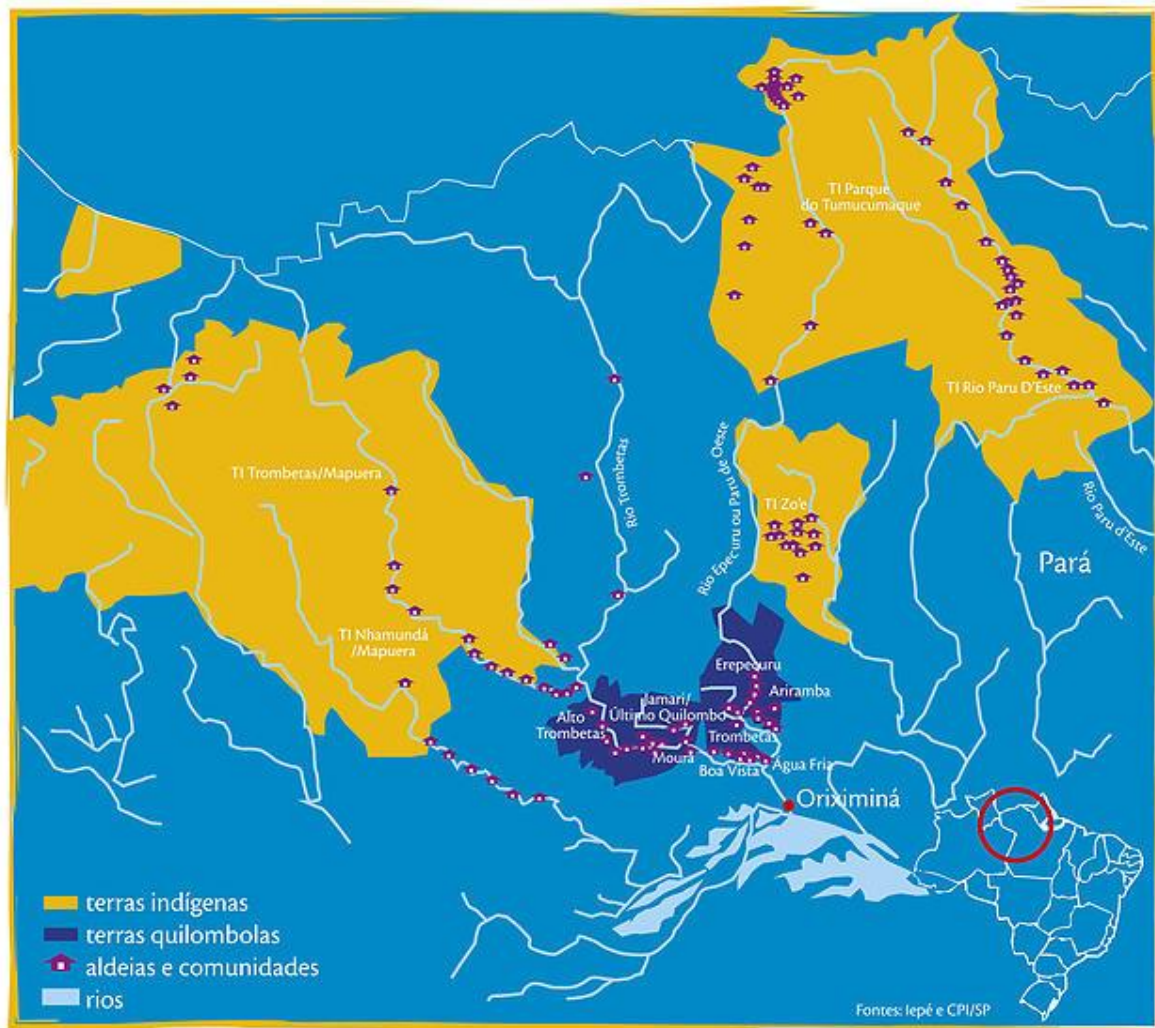 TI Parque
do Tumucumaque
TI Rio Paru D'Este
TI Trombetas/Mapuera
Rio Trombetas
Rio Epecuru ou Paru de Oeste
TI Zo'e
Rio Paru d'Este
Pará
TI Nhamundá
/Mapuera
Erepecuru
Ariramba
Jamari/
Último Quilombo
Alto
Trombetas
Trombetas
Moura
Boa Vista
Água Fria
Oriximiná
terras indígenas
terras quilombolas
aldeias e comunidades
rios
Fontes: Iepé e CPI/SP